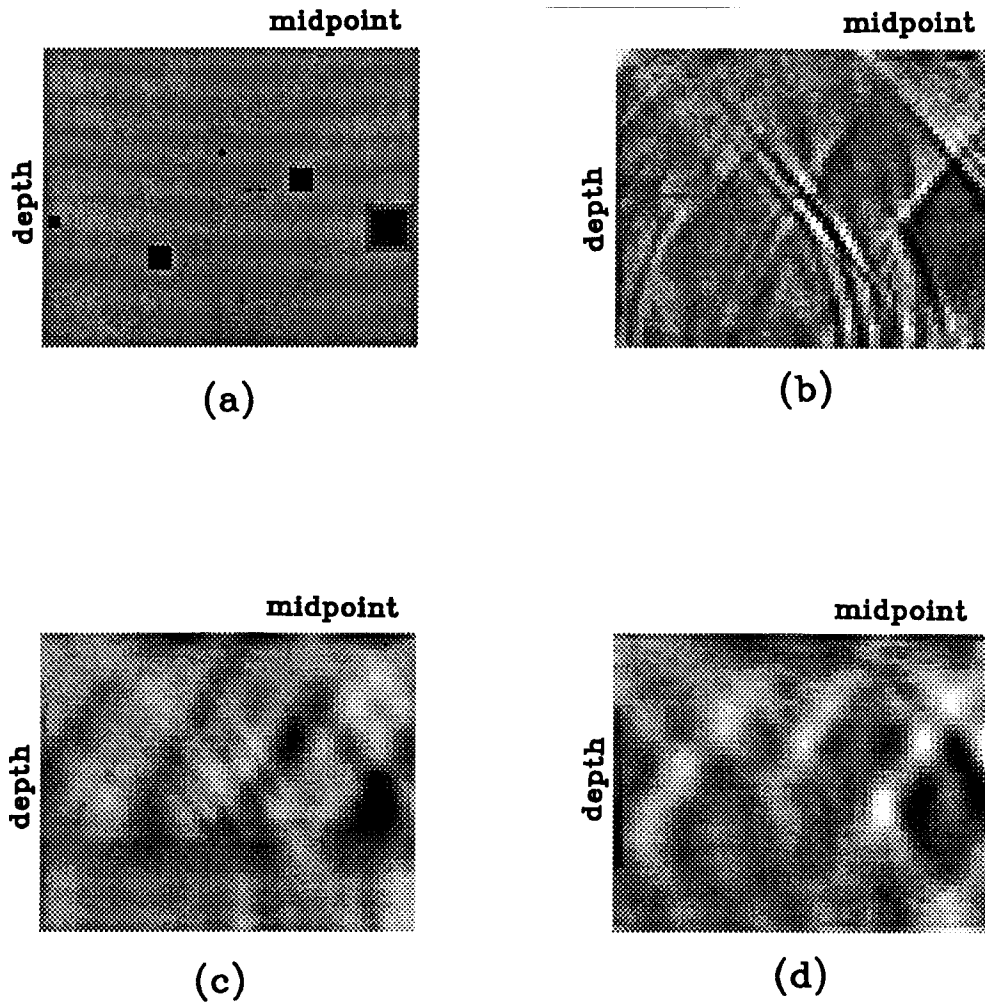 midpoint
midpoint
depth
depth
(a)
(b)
midpoint
midpoint
depth
depth
(c)
(d)